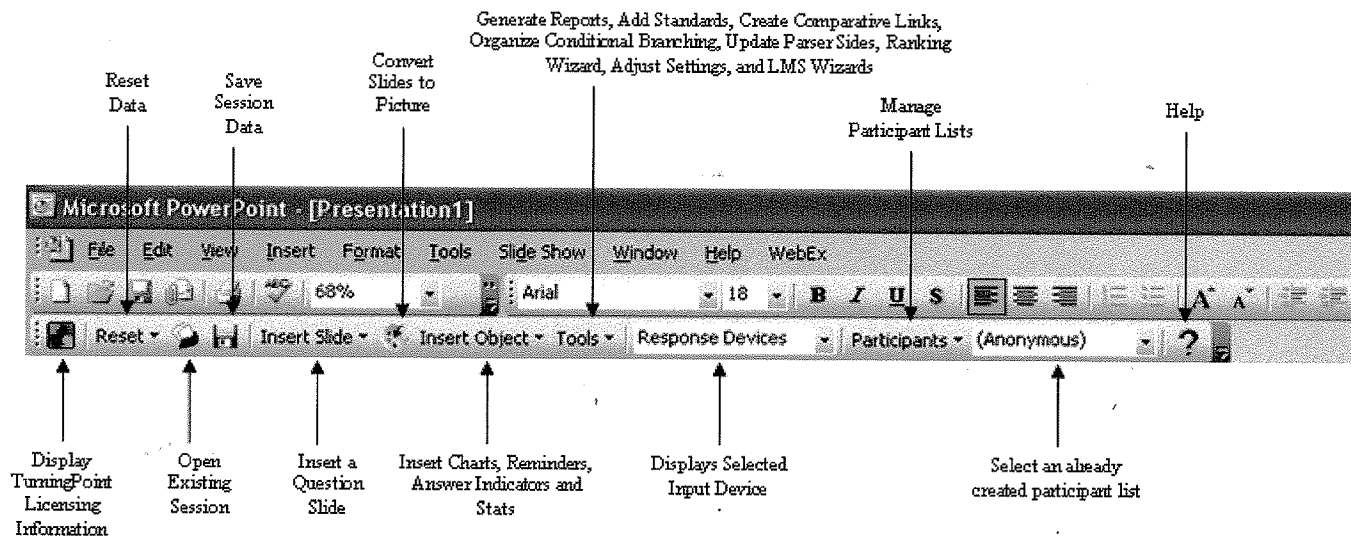 Generate Reports, Add Standards, Create Comparative Links,
Organize Conditional Branching, Update Parser Sides, Ranking
Wizard, Adjust Settings, and LMS Wizards
Reset
Data
Save
Session
Data
Convert
Slides to
Picture
Manage
Participant Lists
Help
Microsoft PowerPoint - [Presentation1]
File Edit View Insert Format Tools Slide Show Window Help WebEx
68% Arial 18 B I U S A A
Reset Insert Slide Insert Object Tools Response Devices Participants (Anonymous) ?
Display
TurningPoint
Licensing
Information
Open
Existing
Session
Insert a
Question
Slide
Insert Charts, Reminders,
Answer Indicators and
Stats
Displays Selected
Input Device
Select an already
created participant list